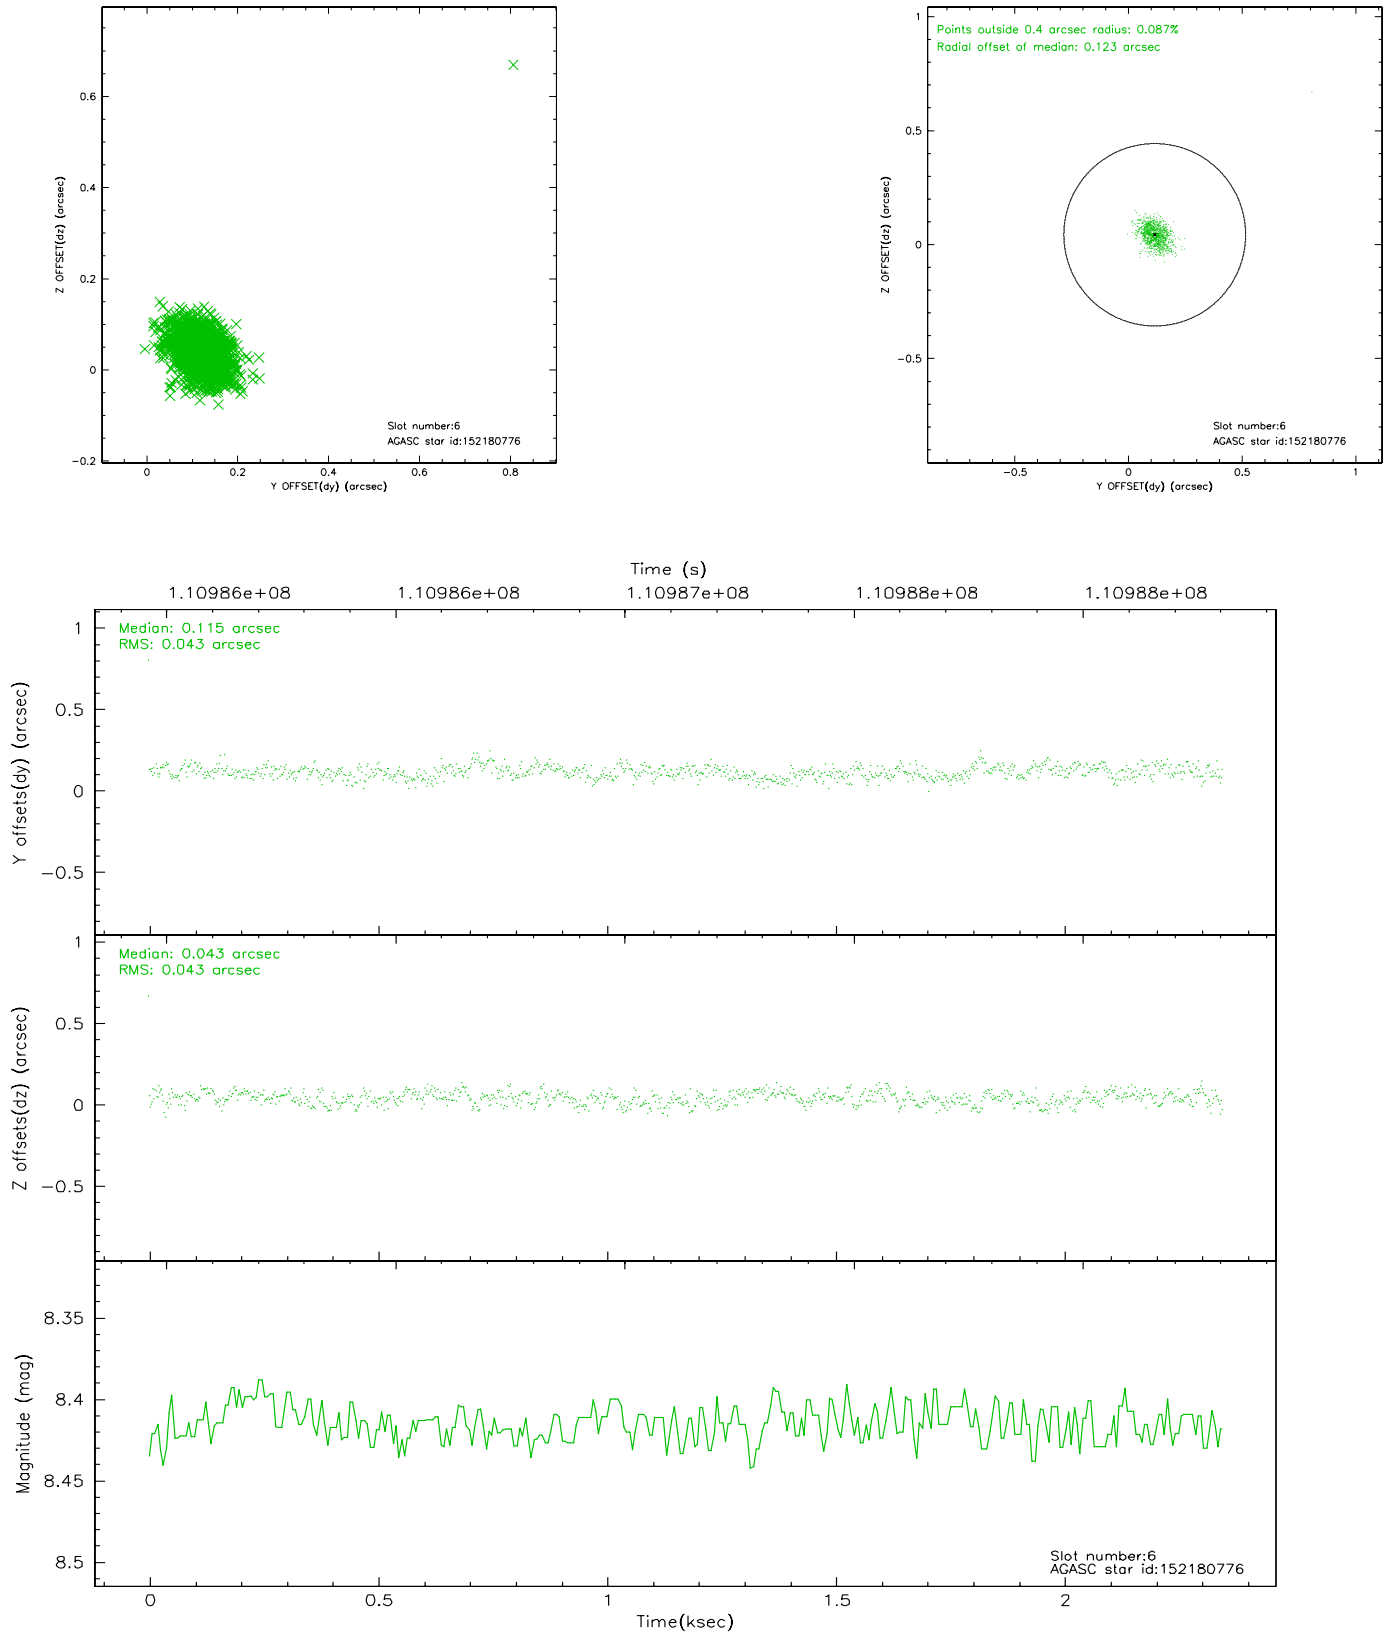 0.6
0.4
0.2
0
−0.2
Z OFFSET(dz) (arcsec)
0 0.2 0.4 0.6 0.8
Y OFFSET(dy) (arcsec)
Slot number:6
AGASC star id:152180776
Points outside 0.4 arcsec radius: 0.087%
Radial offset of median: 0.123 arcsec
1
0.5
0
−0.5
Z OFFSET(dz) (arcsec)
−0.5 0 0.5 1
Y OFFSET(dy) (arcsec)
Slot number:6
AGASC star id:152180776
Time (s)
1.10986e+08 1.10986e+08 1.10987e+08 1.10988e+08 1.10988e+08
Median: 0.115 arcsec
RMS: 0.043 arcsec
1
0.5
0
−0.5
Y offsets(dy) (arcsec)
Median: 0.043 arcsec
RMS: 0.043 arcsec
1
0.5
0
−0.5
Z offsets(dz) (arcsec)
8.35
8.4
8.45
8.5
Magnitude (mag)
Slot number:6
AGASC star id:152180776
0 0.5 1 1.5 2
Time(ksec)